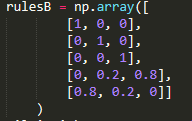 rulesB = np.array([
[1, 0, 0],
[0, 1, 0],
[0, 0, 1],
[0, 0.2, 0.8],
[0.8, 0.2, 0]]
)